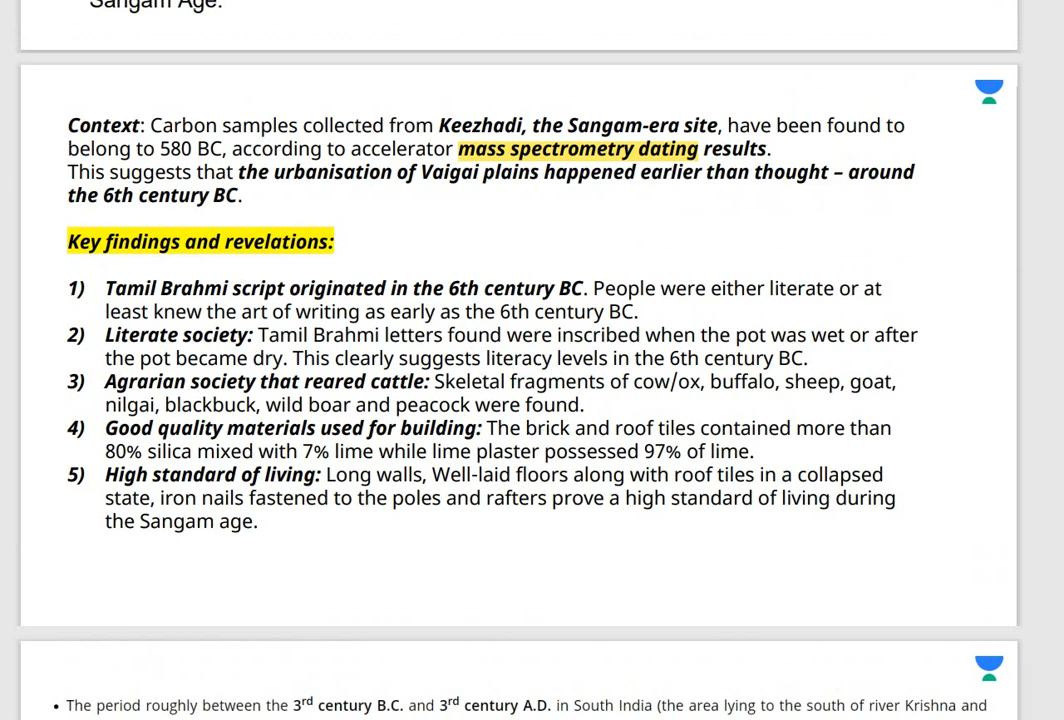 Sangam Age.
Context: Carbon samples collected from Keezhadi, the Sangam-era site, have been found to
belong to 580 BC, according to accelerator mass spectrometry dating results.
This suggests that the urbanisation of Vaigai plains happened earlier than thought – around
the 6th century BC.
Key findings and revelations:
1) Tamil Brahmi script originated in the 6th century BC. People were either literate or at
least knew the art of writing as early as the 6th century BC.
2) Literate society: Tamil Brahmi letters found were inscribed when the pot was wet or after
the pot became dry. This clearly suggests literacy levels in the 6th century BC.
3) Agrarian society that reared cattle: Skeletal fragments of cow/ox, buffalo, sheep, goat,
nilgai, blackbuck, wild boar and peacock were found.
4) Good quality materials used for building: The brick and roof tiles contained more than
80% silica mixed with 7% lime while lime plaster possessed 97% of lime.
5) High standard of living: Long walls, Well-laid floors along with roof tiles in a collapsed
state, iron nails fastened to the poles and rafters prove a high standard of living during
the Sangam age.
• The period roughly between the 3rd century B.C. and 3rd century A.D. in South India (the area lying to the south of river Krishna and